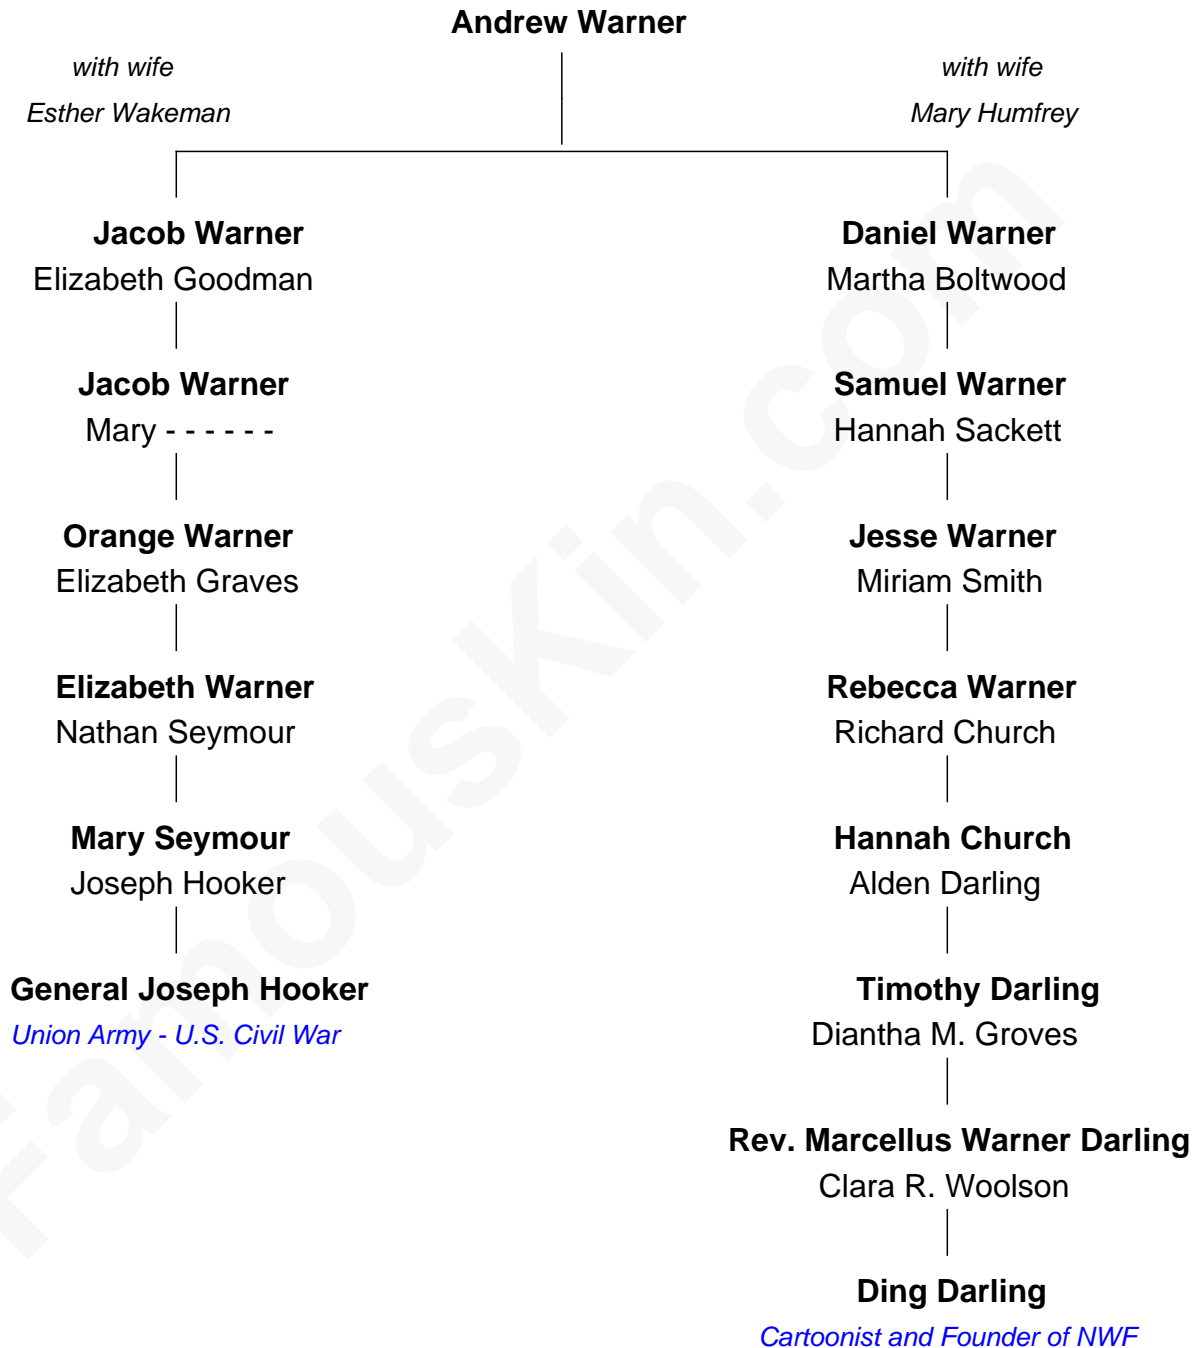 Andrew Warner
with wife
Esther Wakeman
with wife
Mary Humfrey
Jacob Warner
Elizabeth Goodman
Jacob Warner
Mary - - - - - -
Orange Warner
Elizabeth Graves
Elizabeth Warner
Nathan Seymour
Mary Seymour
Joseph Hooker
General Joseph Hooker
Union Army - U.S. Civil War
Daniel Warner
Martha Boltwood
Samuel Warner
Hannah Sackett
Jesse Warner
Miriam Smith
Rebecca Warner
Richard Church
Hannah Church
Alden Darling
Timothy Darling
Diantha M. Groves
Rev. Marcellus Warner Darling
Clara R. Woolson
Ding Darling
Cartoonist and Founder of NWF
FamousKin.com